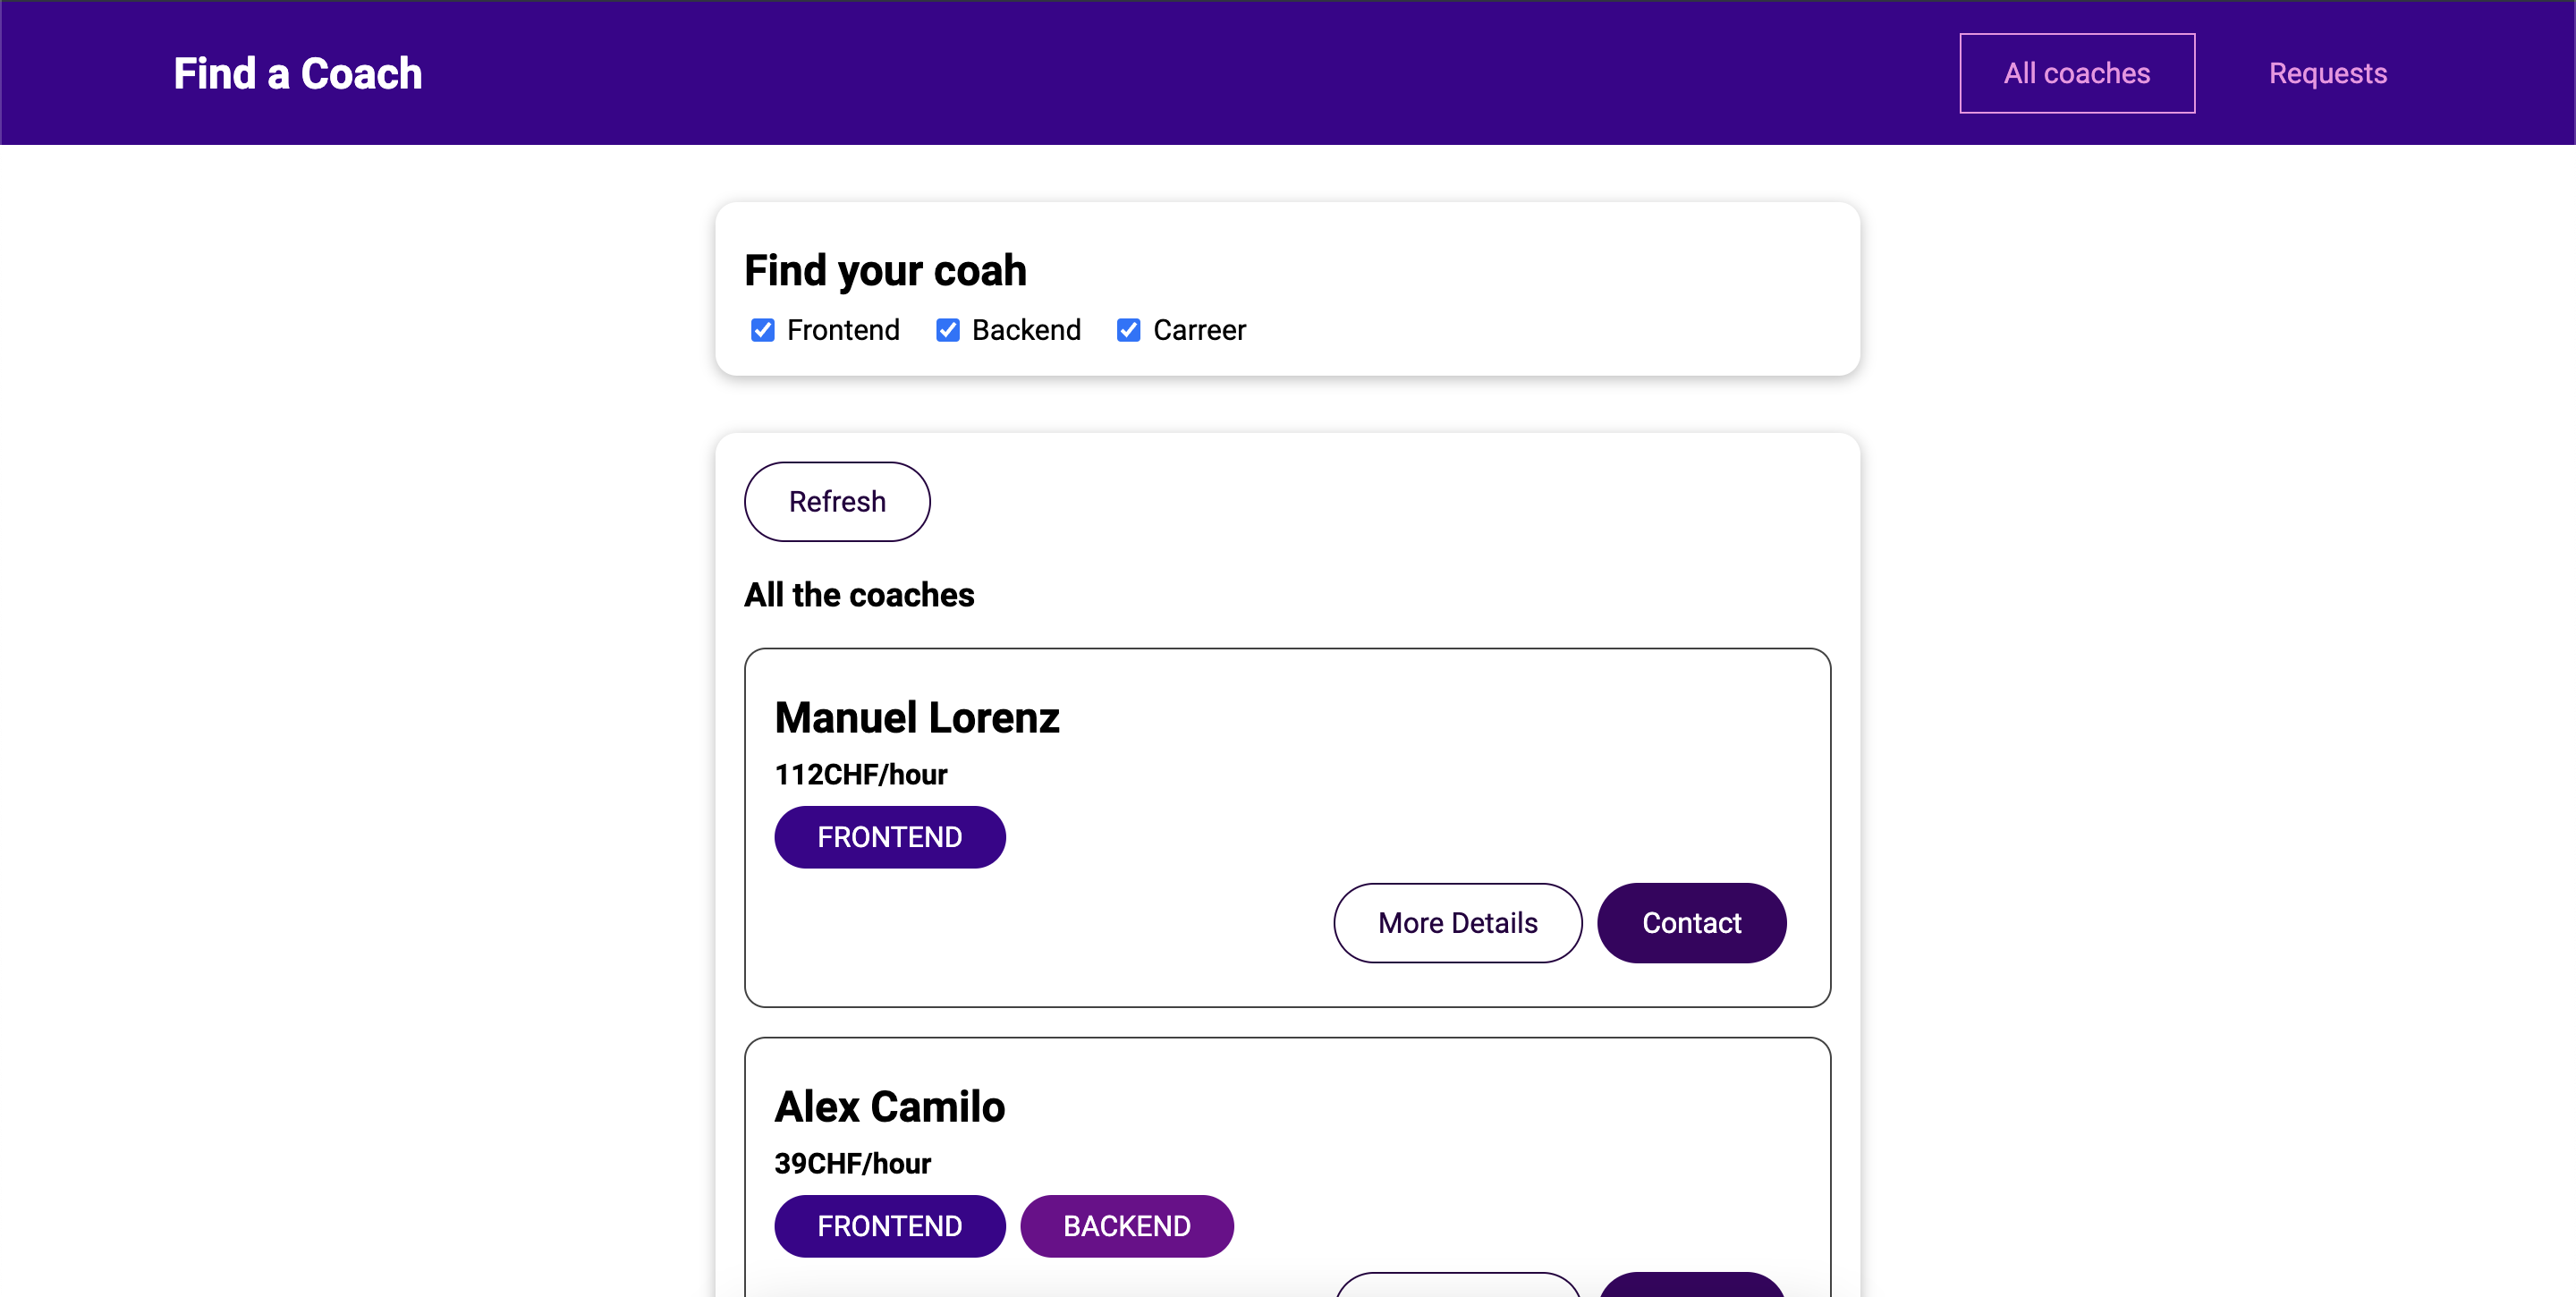 Find a Coach
All coaches
Requests
Find your coah
Frontend
Backend
Carreer
Refresh
All the coaches
Manuel Lorenz
112CHF/hour
FRONTEND
More Details
Contact
Alex Camilo
39CHF/hour
FRONTEND
BACKEND